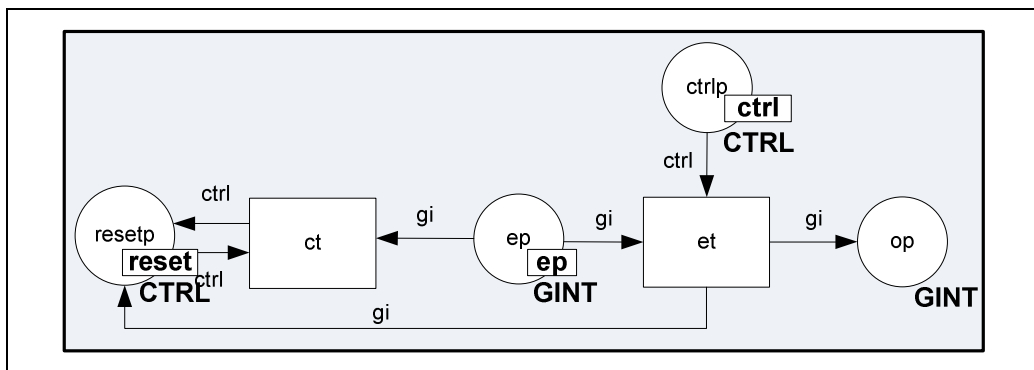 ctrlp
ctrl
CTRL
ctrl
ctrl
resetp
reset
ctrl
CTRL
ct
gi
ep
ep
GINT
gi
et
gi
op
GINT
gi